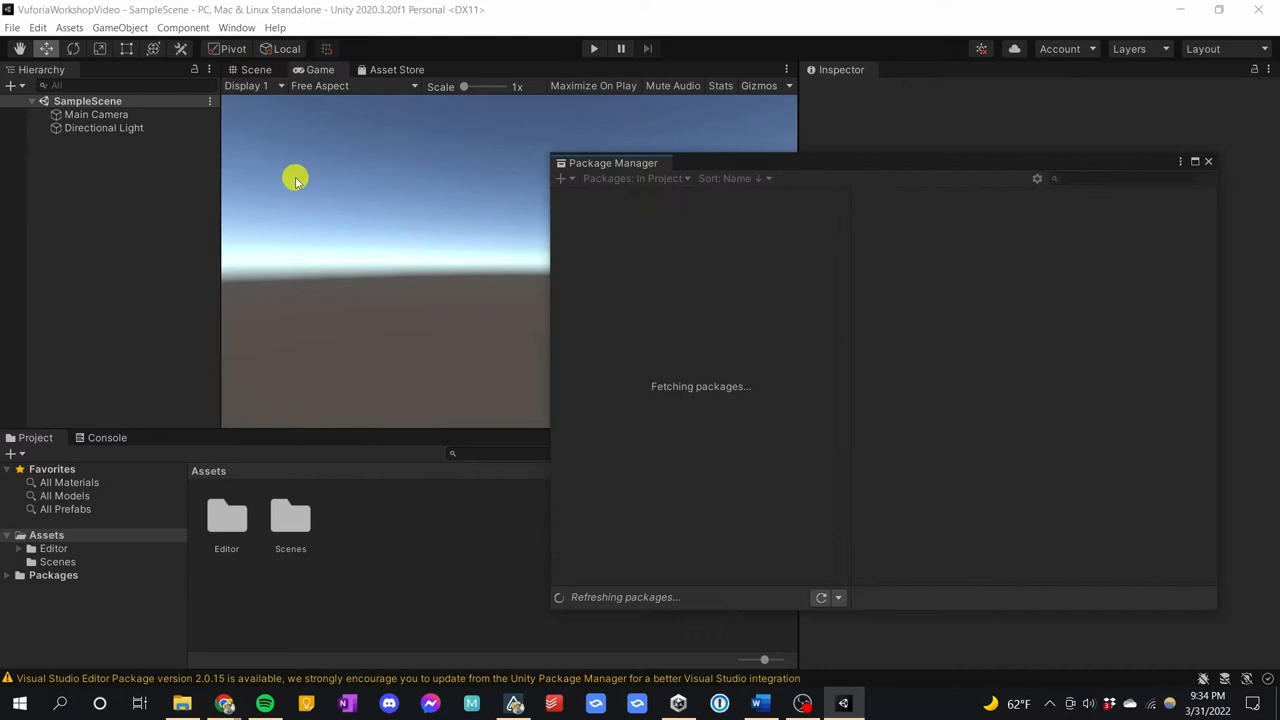 VuforiaWorkshopVideo - SampleScene - PC, Mac & Linux Standalone - Unity 2020.3.20f1 Personal <DX11>
File Edit Assets GameObject Component Window Help
Pivot Local Account Layers Layout
Hierarchy Scene Game Asset Store Inspector
All Display 1 Free Aspect Scale 1x Maximize On Play Mute Audio Stats Gizmos
SampleScene
Main Camera
Directional Light
Package Manager
Packages: In Project Sort: Name ↓
Fetching packages...
Refreshing packages...
Project Console
Favorites
All Materials
All Models
All Prefabs
Assets
Editor
Scenes
Packages
Assets
Editor Scenes
Visual Studio Editor Package version 2.0.15 is available, we strongly encourage you to update from the Unity Package Manager for a better Visual Studio integration
62°F
9:34 PM
3/31/2022